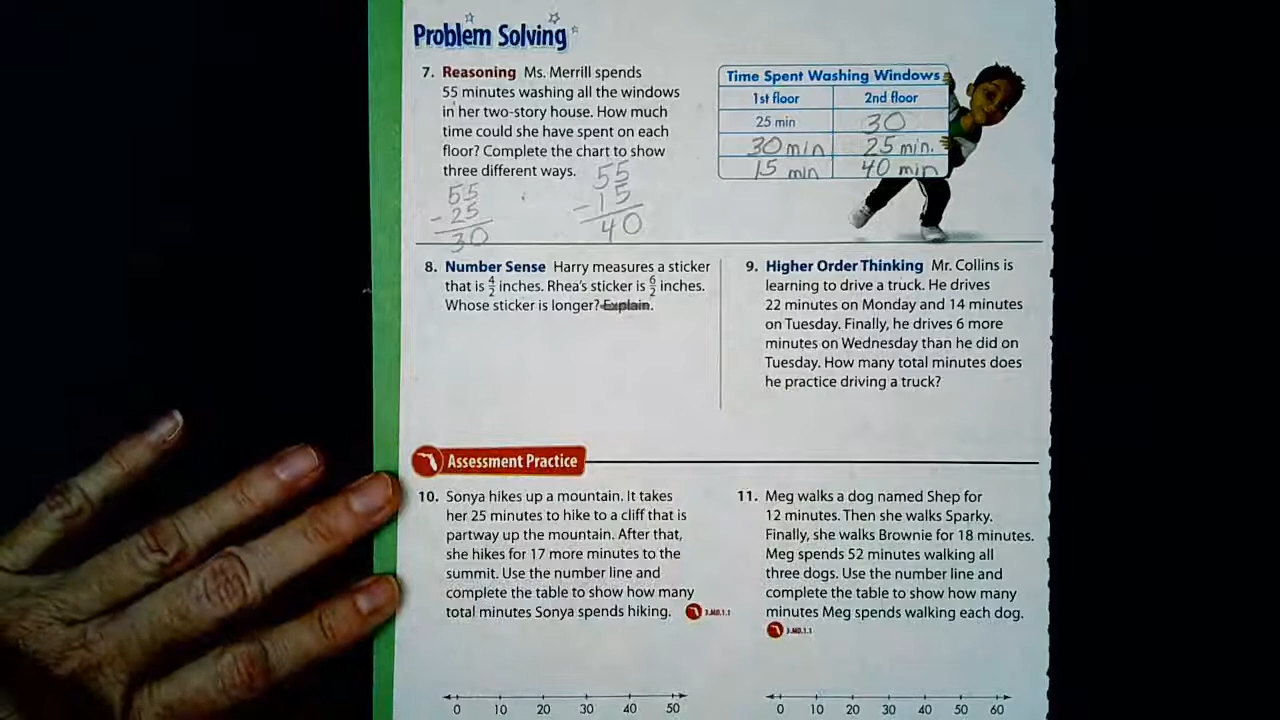 Problem Solving
7. Reasoning Ms. Merrill spends
55 minutes washing all the windows
in her two-story house. How much
time could she have spent on each
floor? Complete the chart to show
three different ways.
55
- 25
30
55
- 15
40
Time Spent Washing Windows
1st floor 2nd floor
25 min 30
30 min 25 min.
15 min 40 min
8. Number Sense Harry measures a sticker
that is 4/2 inches. Rhea's sticker is 6/2 inches.
Whose sticker is longer? Explain.
9. Higher Order Thinking Mr. Collins is
learning to drive a truck. He drives
22 minutes on Monday and 14 minutes
on Tuesday. Finally, he drives 6 more
minutes on Wednesday than he did on
Tuesday. How many total minutes does
he practice driving a truck?
Assessment Practice
10. Sonya hikes up a mountain. It takes
her 25 minutes to hike to a cliff that is
partway up the mountain. After that,
she hikes for 17 more minutes to the
summit. Use the number line and
complete the table to show how many
total minutes Sonya spends hiking. 3.MD.1.1
0 10 20 30 40 50
11. Meg walks a dog named Shep for
12 minutes. Then she walks Sparky.
Finally, she walks Brownie for 18 minutes.
Meg spends 52 minutes walking all
three dogs. Use the number line and
complete the table to show how many
minutes Meg spends walking each dog.
3.MD.1.1
0 10 20 30 40 50 60